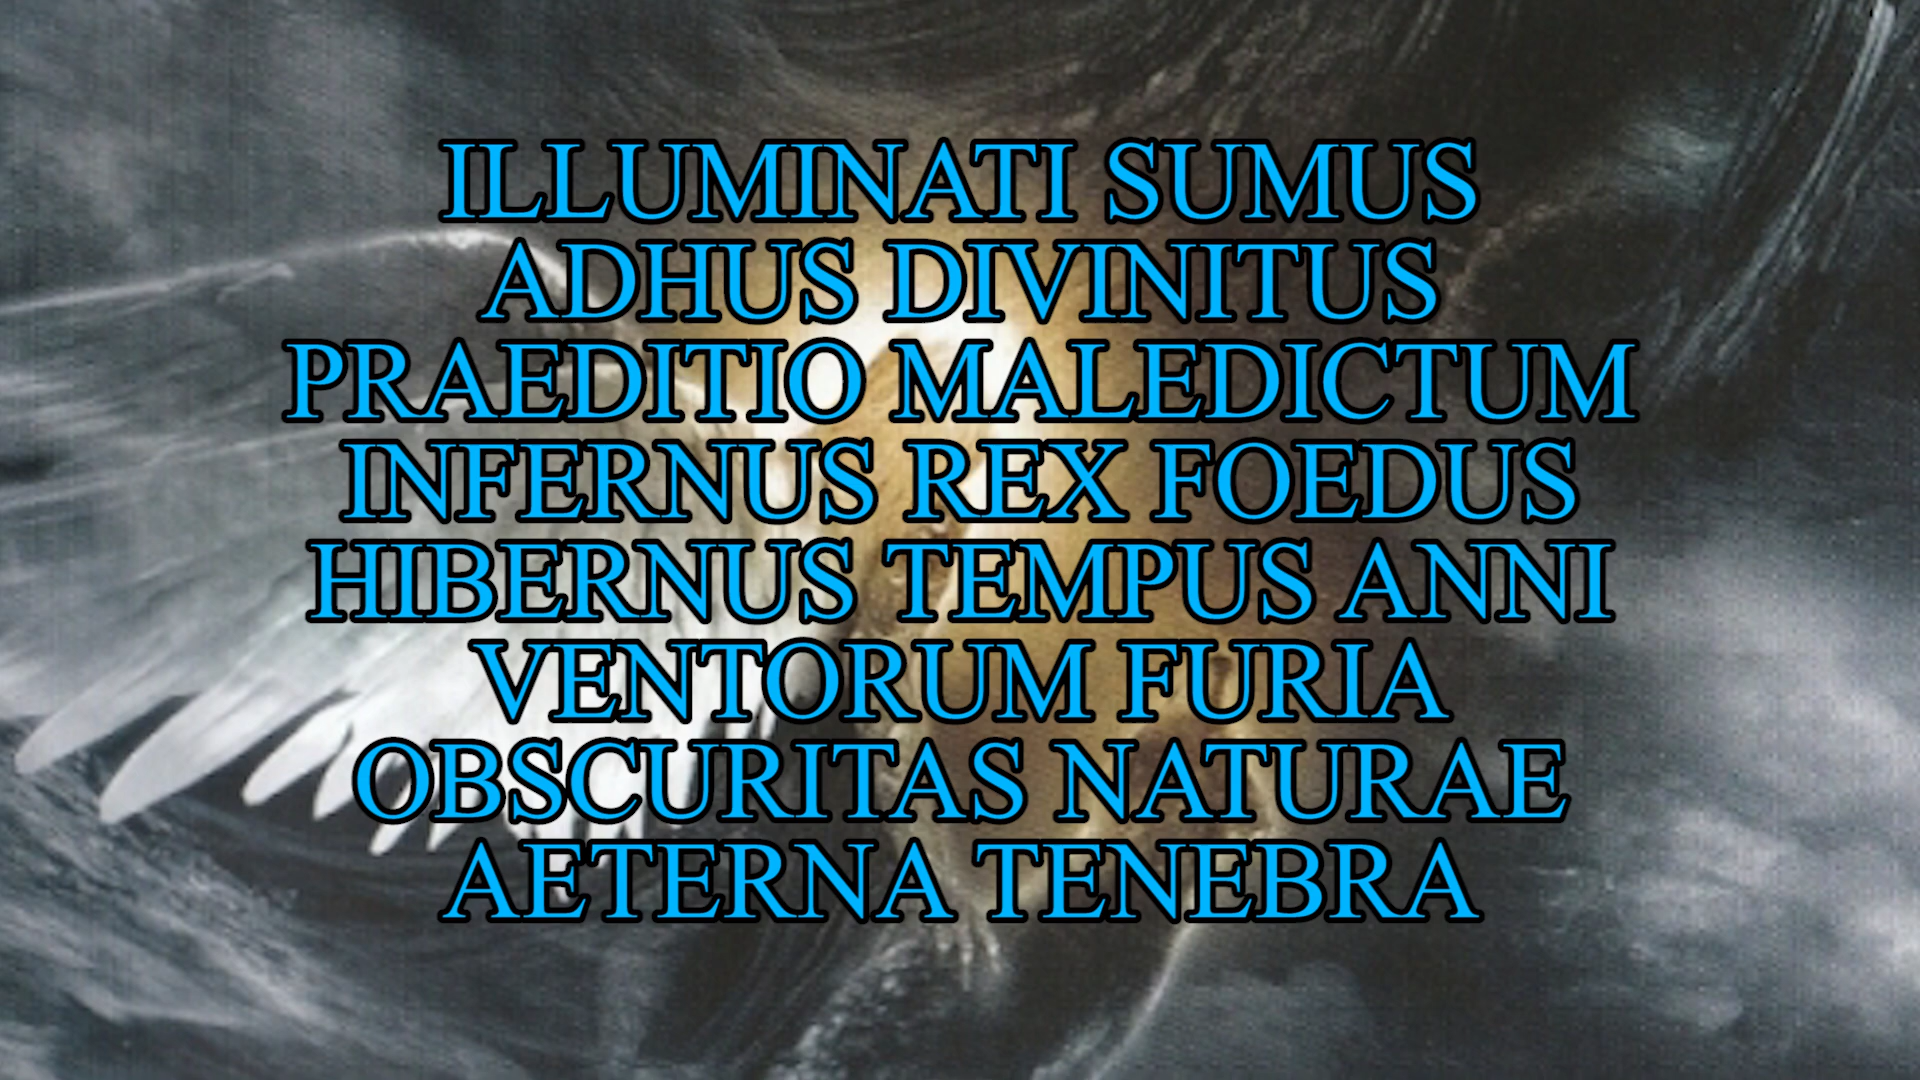 ILLUMINATI SUMUS
ADHUS DIVINITUS
PRAEDITIO MALEDICTUM
INFERNUS REX FOEDUS
HIBERNUS TEMPUS ANNI
VENTORUM FURIA
OBSCURITAS NATURAE
AETERNA TENEBRA